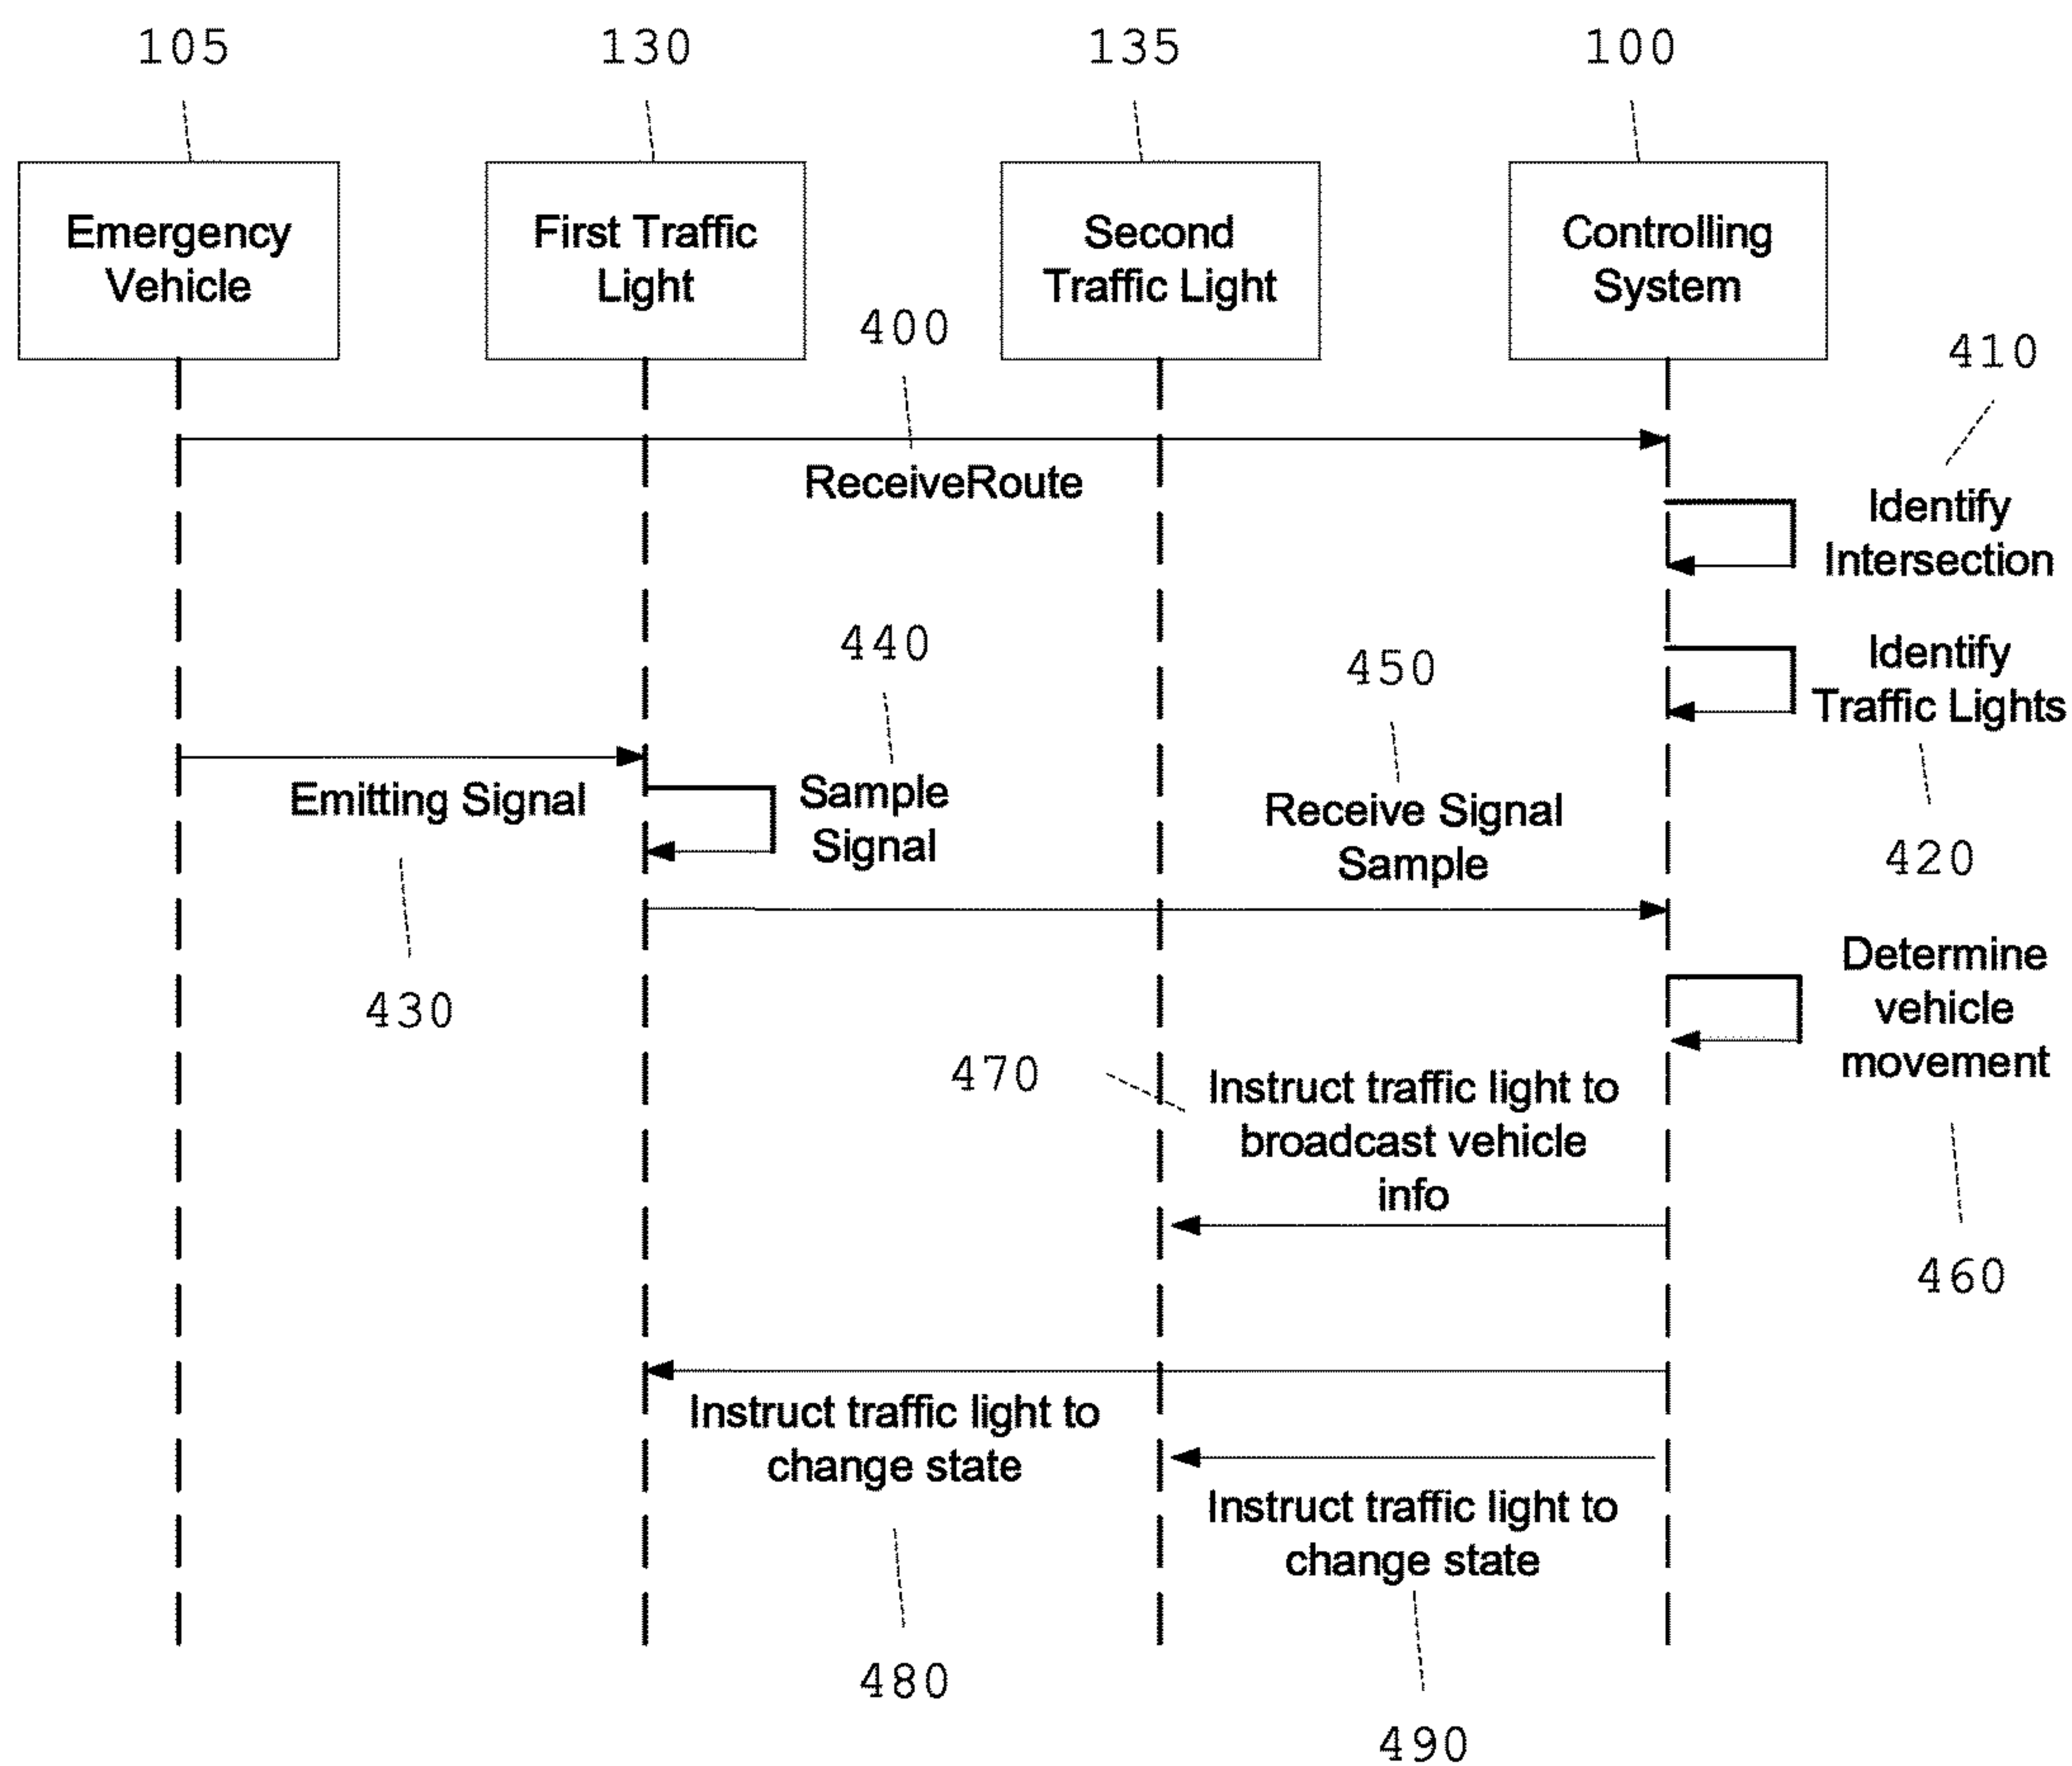 105
130
135
100
Emergency
Vehicle
First Traffic
Light
Second
Traffic Light
Controlling
System
400
410
ReceiveRoute
Identify
Intersection
440
450
Identify
Traffic Lights
Emitting Signal
Sample
Signal
Receive Signal
Sample
420
430
Determine
vehicle
movement
470
Instruct traffic light to
broadcast vehicle
info
460
Instruct traffic light to
change state
Instruct traffic light to
change state
480
490